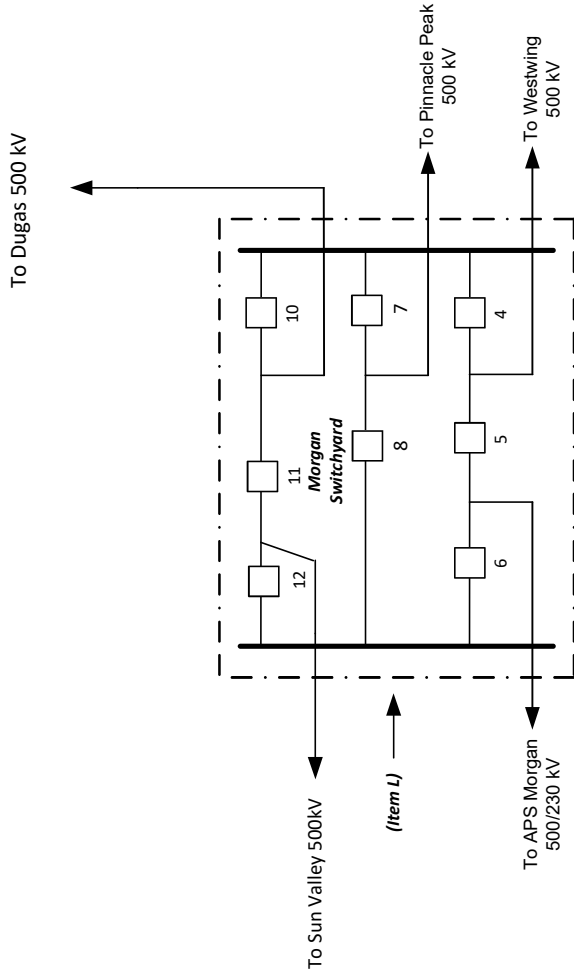 To Dugas 500 kV
To Pinnacle Peak
500 kV
To Westwing
500 kV
10
7
4
11
Morgan
Switchyard
8
5
12
6
To Sun Valley 500kV
(Item L)
To APS Morgan
500/230 kV